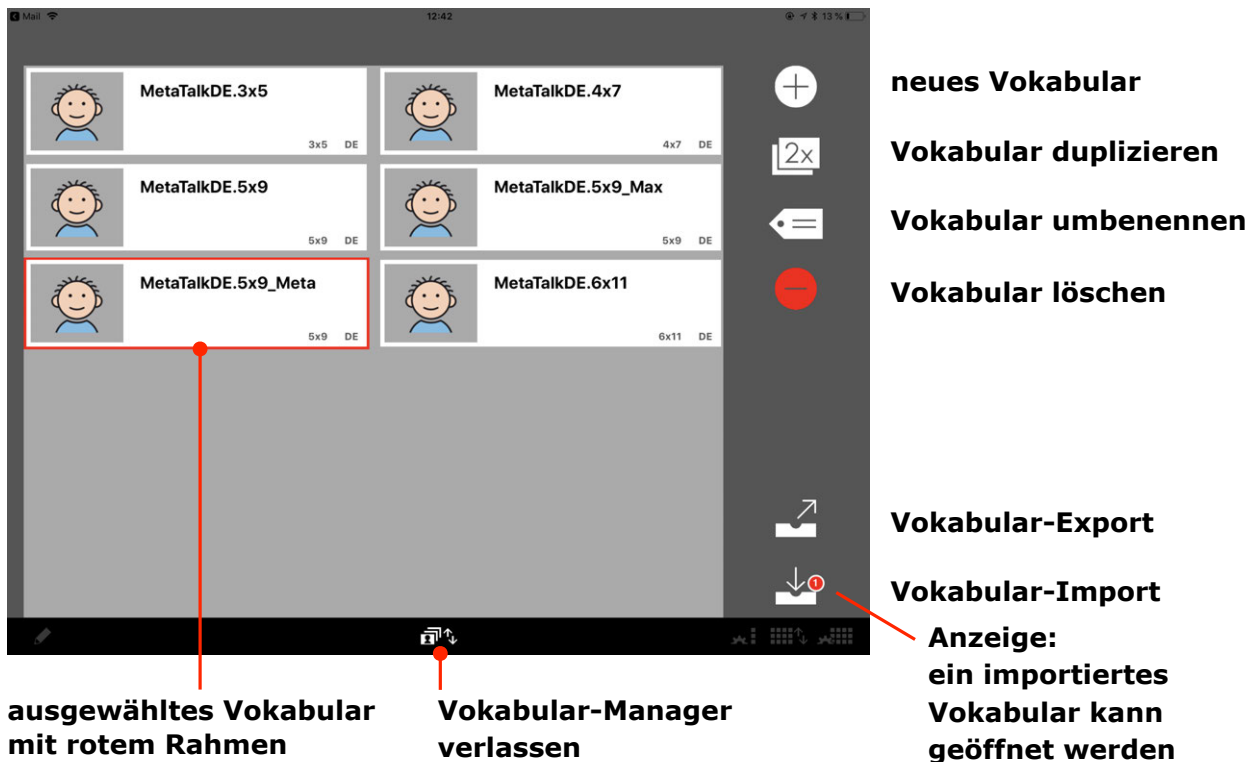 Mail 12:42 13 %
MetaTalkDE.3x5
3x5 DE
MetaTalkDE.4x7
4x7 DE
MetaTalkDE.5x9
5x9 DE
MetaTalkDE.5x9_Max
5x9 DE
MetaTalkDE.5x9_Meta
5x9 DE
MetaTalkDE.6x11
6x11 DE
2x
1
neues Vokabular
Vokabular duplizieren
Vokabular umbenennen
Vokabular löschen
Vokabular-Export
Vokabular-Import
Anzeige:
ein importiertes
Vokabular kann
geöffnet werden
ausgewähltes Vokabular
mit rotem Rahmen
Vokabular-Manager
verlassen